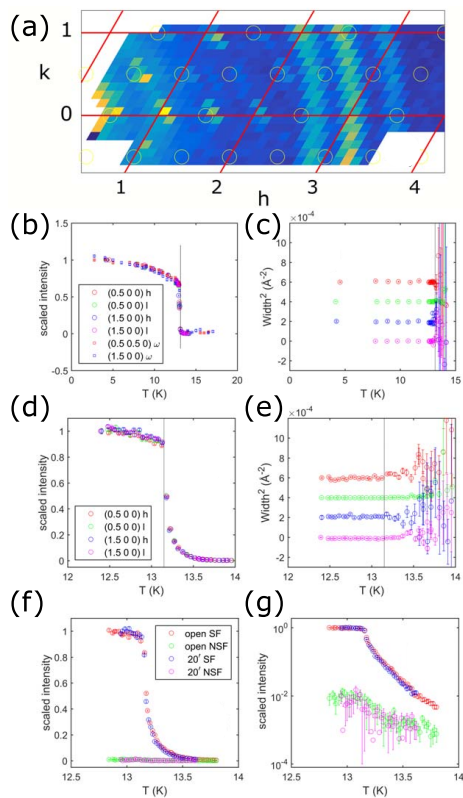 (a)
1
k
0
1
2
3
4
h
(b)
1.5
1
0.5
0
-0.5
scaled intensity
(0.5 0 0) h
(0.5 0 0) l
(1.5 0 0) h
(1.5 0 0) l
(0.5 0.5 0) ω
(1.5 0 0) ω
0
5
10
15
20
T (K)
(c)
×10⁻⁴
8
6
4
2
0
Width² (Å⁻²)
0
5
10
15
T (K)
(d)
1
0.8
0.6
0.4
0.2
0
scaled intensity
(0.5 0 0) h
(0.5 0 0) l
(1.5 0 0) h
(1.5 0 0) l
12
12.5
13
13.5
14
T (K)
(e)
×10⁻⁴
8
6
4
2
0
Width² (Å⁻²)
12
12.5
13
13.5
14
T (K)
(f)
1
0.8
0.6
0.4
0.2
0
scaled intensity
open SF
open NSF
20' SF
20' NSF
12.5
13
13.5
14
T (K)
(g)
10⁰
10⁻²
10⁻⁴
scaled intensity
12.5
13
13.5
14
T (K)